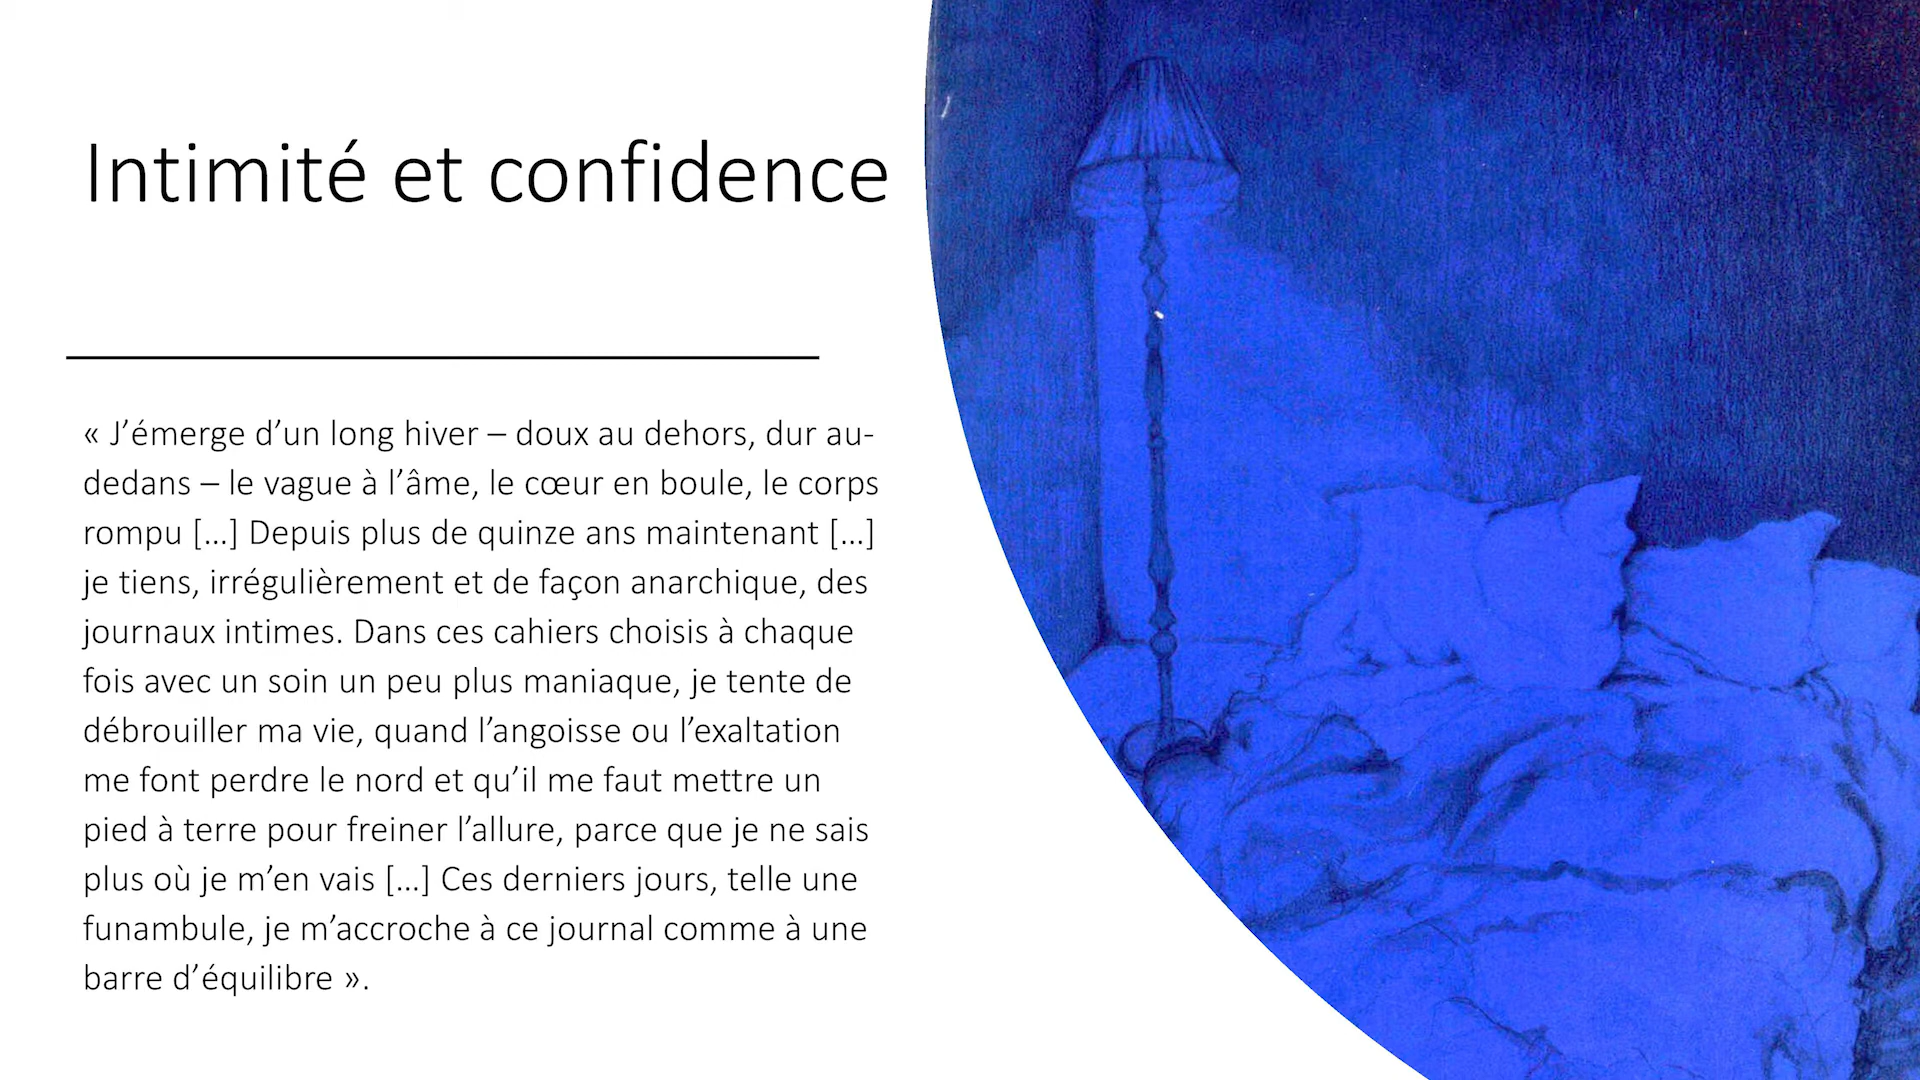 Intimité et confidence
« J’émerge d’un long hiver – doux au dehors, dur au-
dedans – le vague à l’âme, le cœur en boule, le corps
rompu […] Depuis plus de quinze ans maintenant […]
je tiens, irrégulièrement et de façon anarchique, des
journaux intimes. Dans ces cahiers choisis à chaque
fois avec un soin un peu plus maniaque, je tente de
débrouiller ma vie, quand l’angoisse ou l’exaltation
me font perdre le nord et qu’il me faut mettre un
pied à terre pour freiner l’allure, parce que je ne sais
plus où je m’en vais […] Ces derniers jours, telle une
funambule, je m’accroche à ce journal comme à une
barre d’équilibre ».